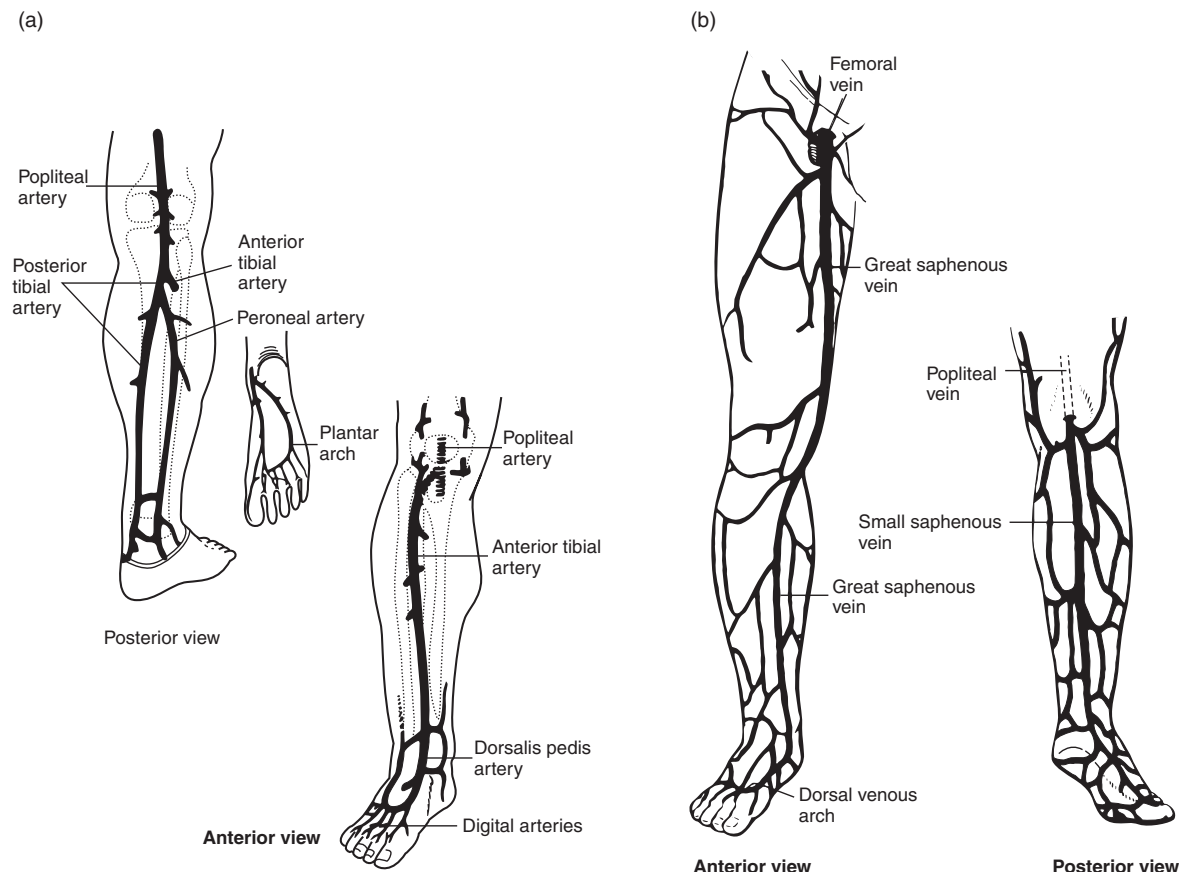 (a)
Popliteal
artery
Posterior
tibial
artery
Anterior
tibial
artery
Peroneal artery
Plantar
arch
Posterior view
Popliteal
artery
Anterior tibial
artery
Dorsalis pedis
artery
Digital arteries
Anterior view
(b)
Femoral
vein
Great saphenous
vein
Popliteal
vein
Small saphenous
vein
Great saphenous
vein
Dorsal venous
arch
Anterior view
Posterior view